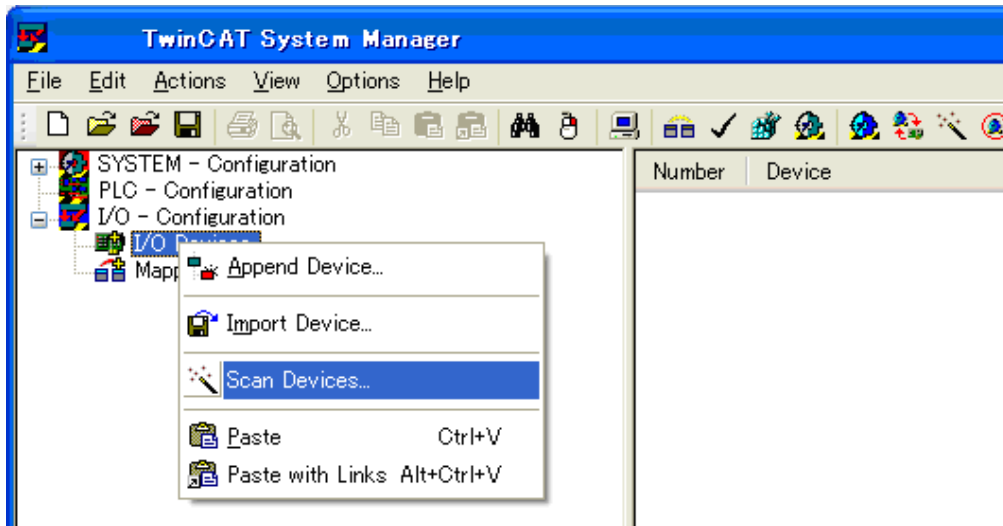 TwinCAT System Manager
File Edit Actions View Options Help
SYSTEM - Configuration
PLC - Configuration
I/O - Configuration
I/O Devices
Number Device
Append Device...
Import Device...
Scan Devices...
Paste Ctrl+V
Paste with Links Alt+Ctrl+V